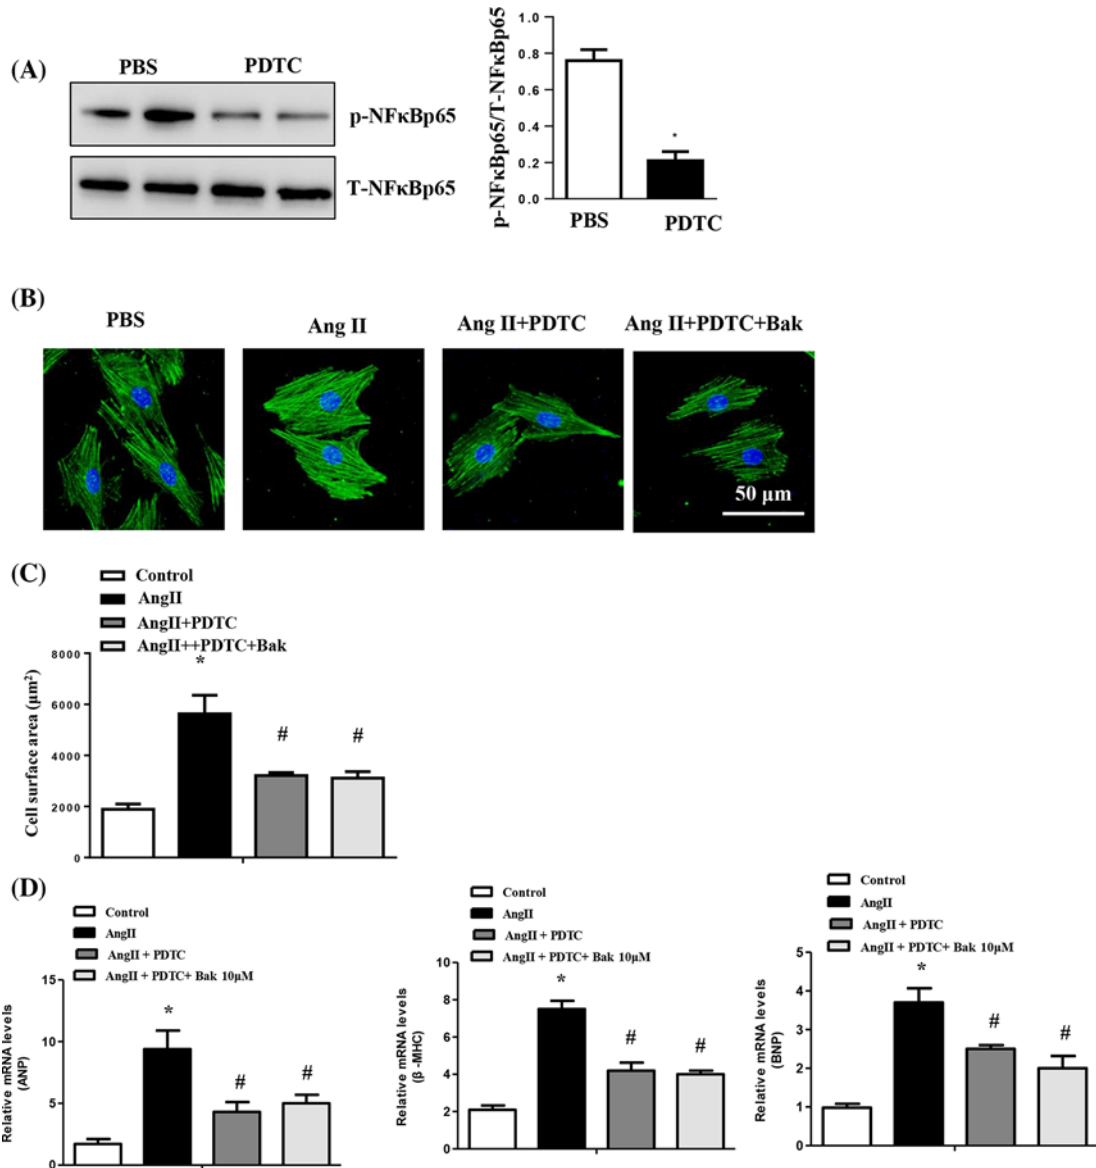 (A)
PBS
PDTC
p-NFκBp65
T-NFκBp65
p-NFκBp65/T-NFκBp65
1.0
0.8
0.6
0.4
0.2
0.0
*
PBS
PDTC
(B)
PBS
Ang II
Ang II+PDTC
Ang II+PDTC+Bak
50 μm
(C)
Control
AngII
AngII+PDTC
AngII++PDTC+Bak
Cell surface area (μm²)
8000
6000
4000
2000
0
*
#
#
(D)
Control
AngII
AngII + PDTC
AngII + PDTC+ Bak 10μM
Relative mRNA levels
(ANP)
15
10
5
0
*
#
#
Control
AngII
AngII + PDTC
AngII + PDTC+ Bak 10μM
Relative mRNA levels
(β -MHC)
10
8
6
4
2
0
*
#
#
Control
AngII
AngII + PDTC
AngII + PDTC+ Bak 10μM
Relative mRNA levels
(BNP)
5
4
3
2
1
0
*
#
#